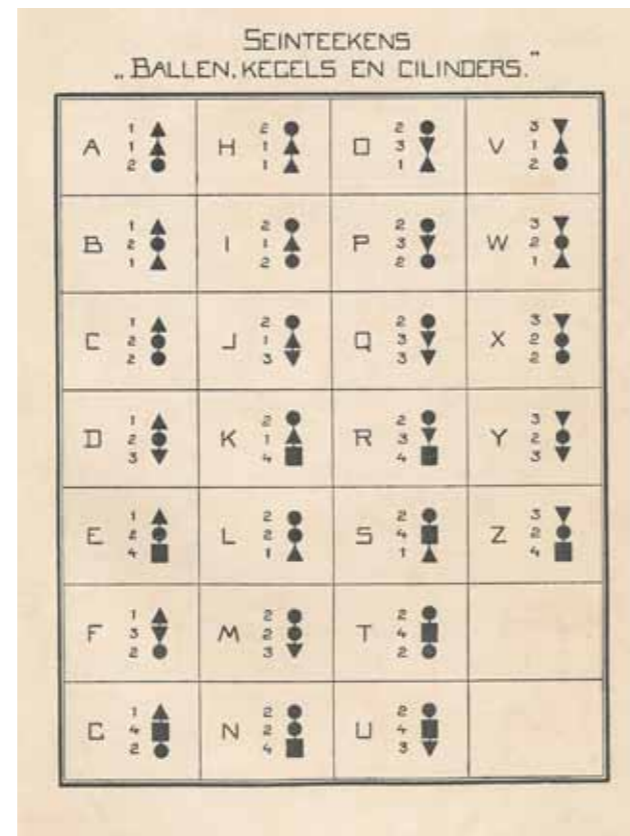 SEINTEEKENS
„BALLEN, KEGELS EN CILINDERS.”
A 1 1 2
B 1 2 1
C 1 2 2
D 1 2 3
E 1 2 4
F 1 3 2
G 1 4 2
H 2 1 1
I 2 1 2
J 2 1 3
K 2 1 4
L 2 2 1
M 2 2 3
N 2 2 4
O 2 3 1
P 2 3 2
Q 2 3 3
R 2 3 4
S 2 4 1
T 2 4 2
U 2 4 3
V 3 1 2
W 3 2 1
X 3 2 2
Y 3 2 3
Z 3 2 4